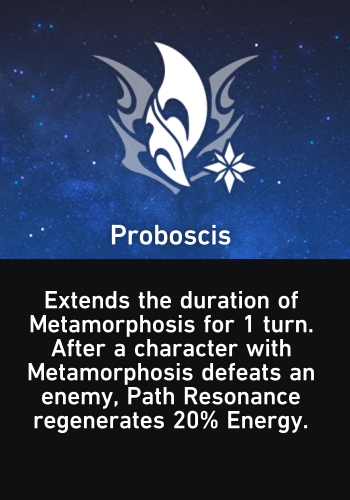 Proboscis
Extends the duration of
Metamorphosis for 1 turn.
After a character with
Metamorphosis defeats an
enemy, Path Resonance
regenerates 20% Energy.